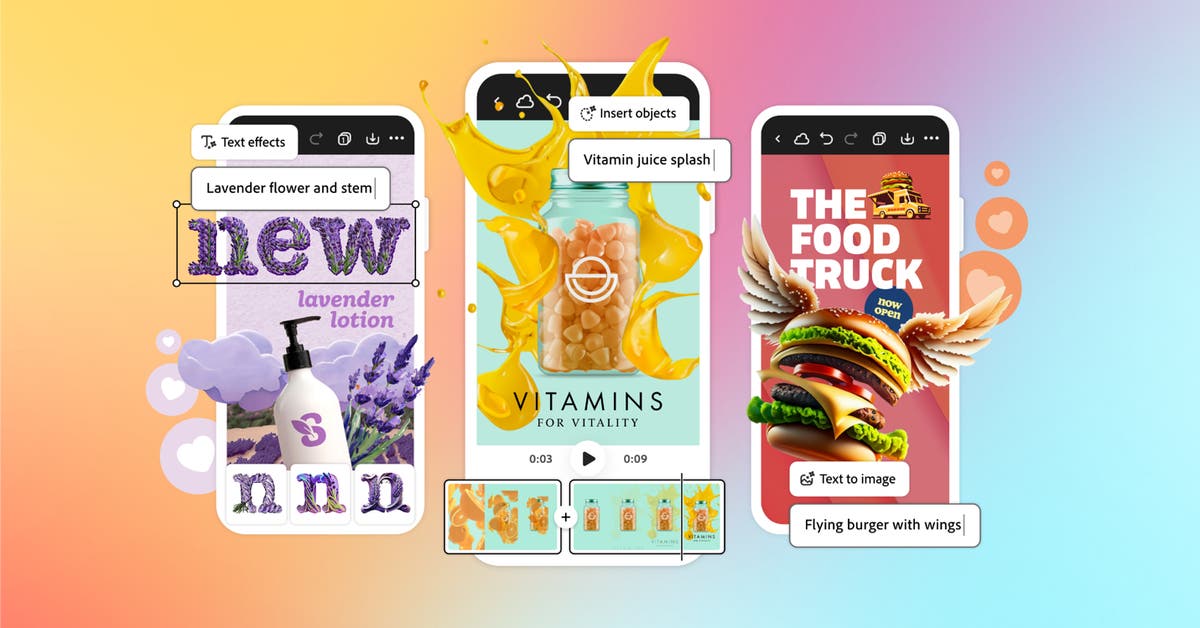 Text effects
Lavender flower and stem
new
lavender
lotion
S
n n n
Insert objects
Vitamin juice splash
VITAMINS
FOR VITALITY
0:03
0:09
+
THE
FOOD
TRUCK
now
open
Text to image
Flying burger with wings